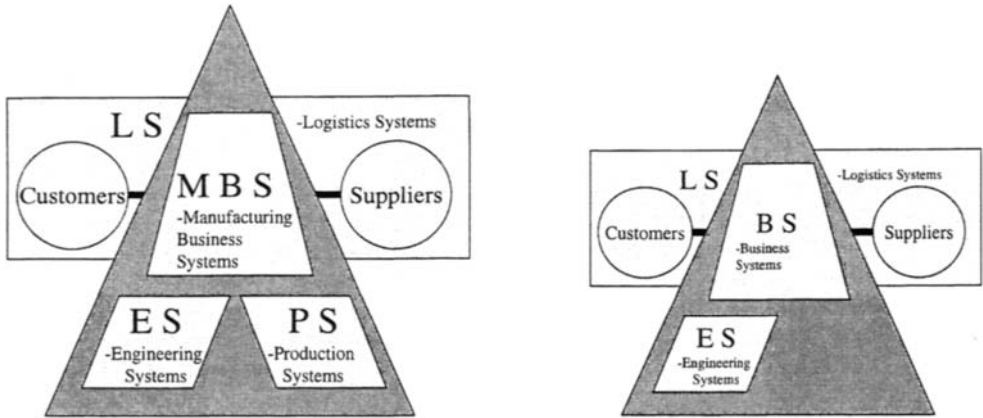 L S
-Logistics Systems
Customers
M B S
-Manufacturing
Business
Systems
Suppliers
E S
-Engineering
Systems
P S
-Production
Systems
L S
-Logistics Systems
Customers
B S
-Business
Systems
Suppliers
E S
-Engineering
Systems